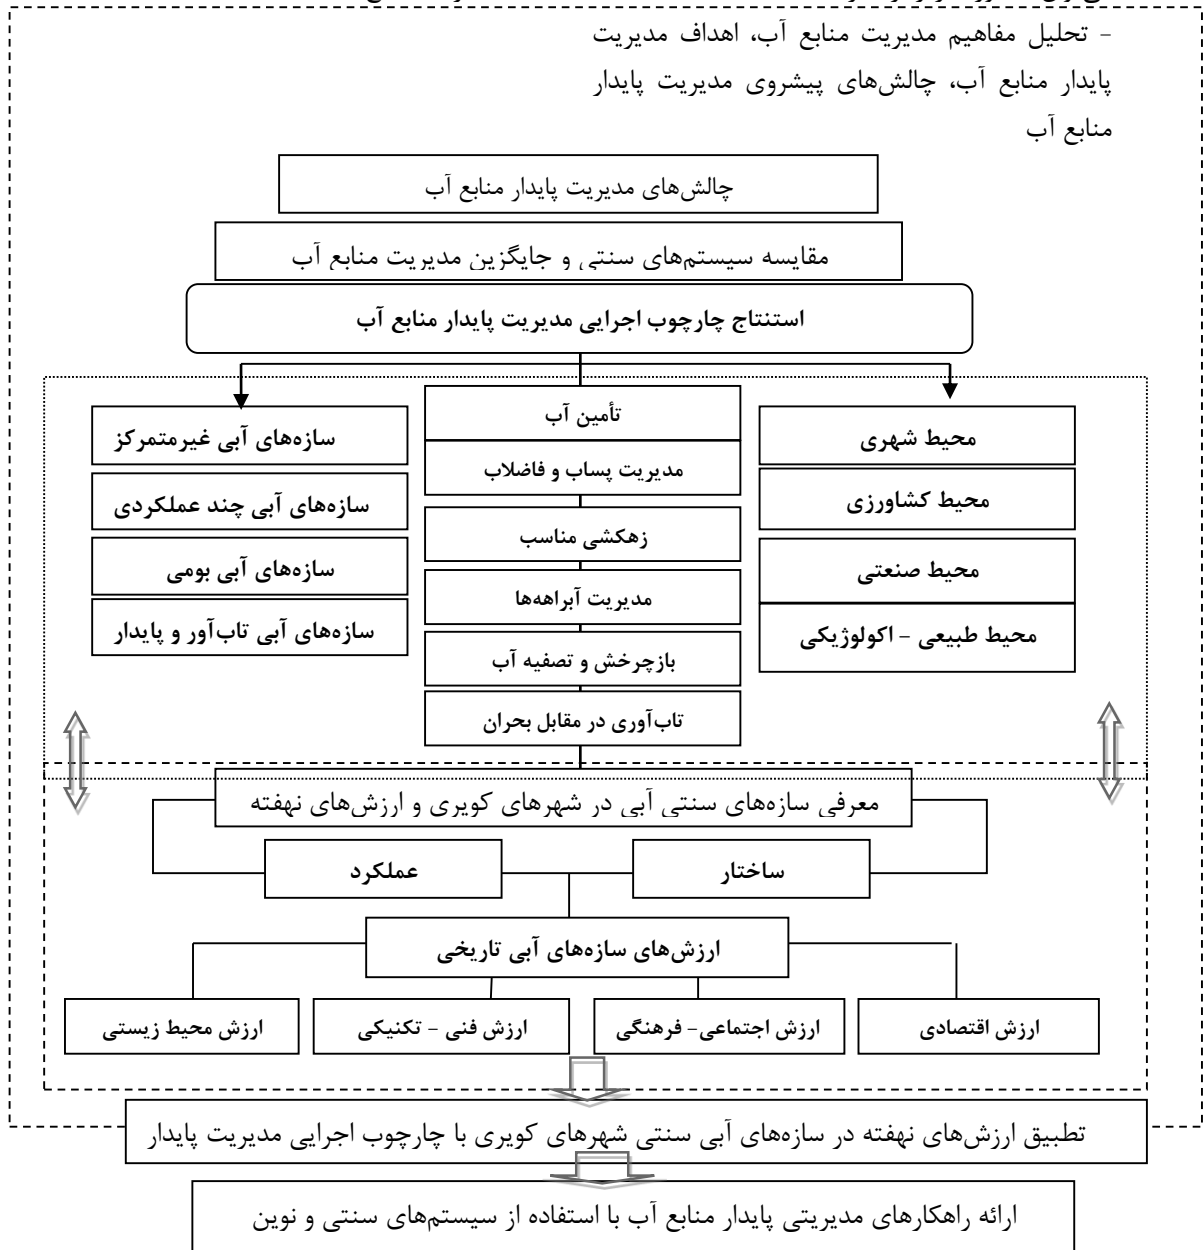 - تحلیل مفاهیم مدیریت منابع آب، اهداف مدیریت
پایدار منابع آب، چالش‌های پیشروی مدیریت پایدار
منابع آب
چالش‌های مدیریت پایدار منابع آب
مقایسه سیستم‌های سنتی و جایگزین مدیریت منابع آب
استنتاج چارچوب اجرایی مدیریت پایدار منابع آب
محیط شهری
محیط کشاورزی
محیط صنعتی
محیط طبیعی - اکولوژیکی
تأمین آب
مدیریت پساب و فاضلاب
زهکشی مناسب
مدیریت آبراهه‌ها
بازچرخش و تصفیه آب
تاب‌آوری در مقابل بحران
سازه‌های آبی غیرمتمرکز
سازه‌های آبی چند عملکردی
سازه‌های آبی بومی
سازه‌های آبی تاب‌آور و پایدار
معرفی سازه‌های سنتی آبی در شهرهای کویری و ارزش‌های نهفته
ساختار
عملکرد
ارزش‌های سازه‌های آبی تاریخی
ارزش اقتصادی
ارزش اجتماعی- فرهنگی
ارزش فنی - تکنیکی
ارزش محیط زیستی
تطبیق ارزش‌های نهفته در سازه‌های آبی سنتی شهرهای کویری با چارچوب اجرایی مدیریت پایدار
ارائه راهکارهای مدیریتی پایدار منابع آب با استفاده از سیستم‌های سنتی و نوین